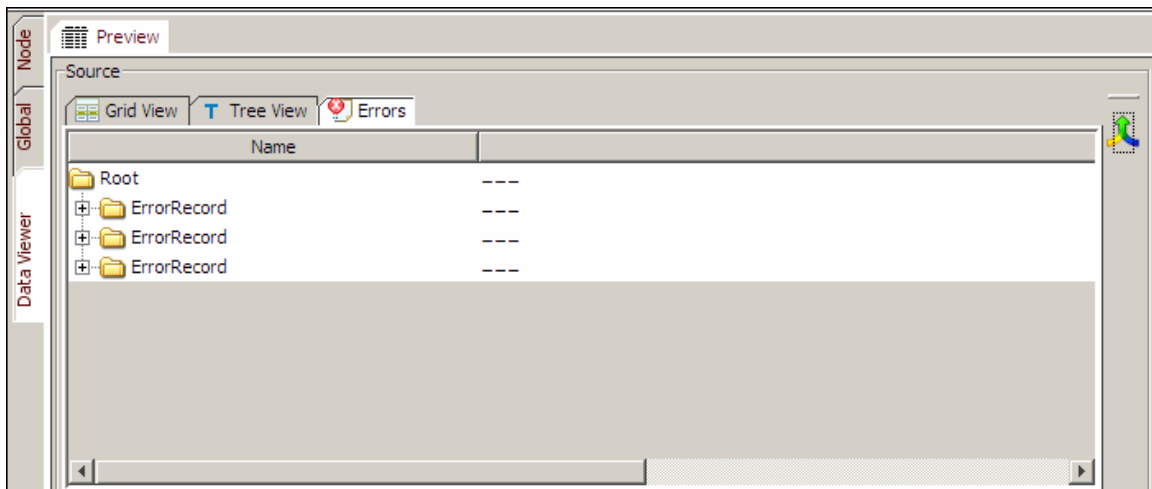 Node
Global
Data Viewer
Preview
Source
Grid View
T Tree View
Errors
Name
Root ---
ErrorRecord ---
ErrorRecord ---
ErrorRecord ---